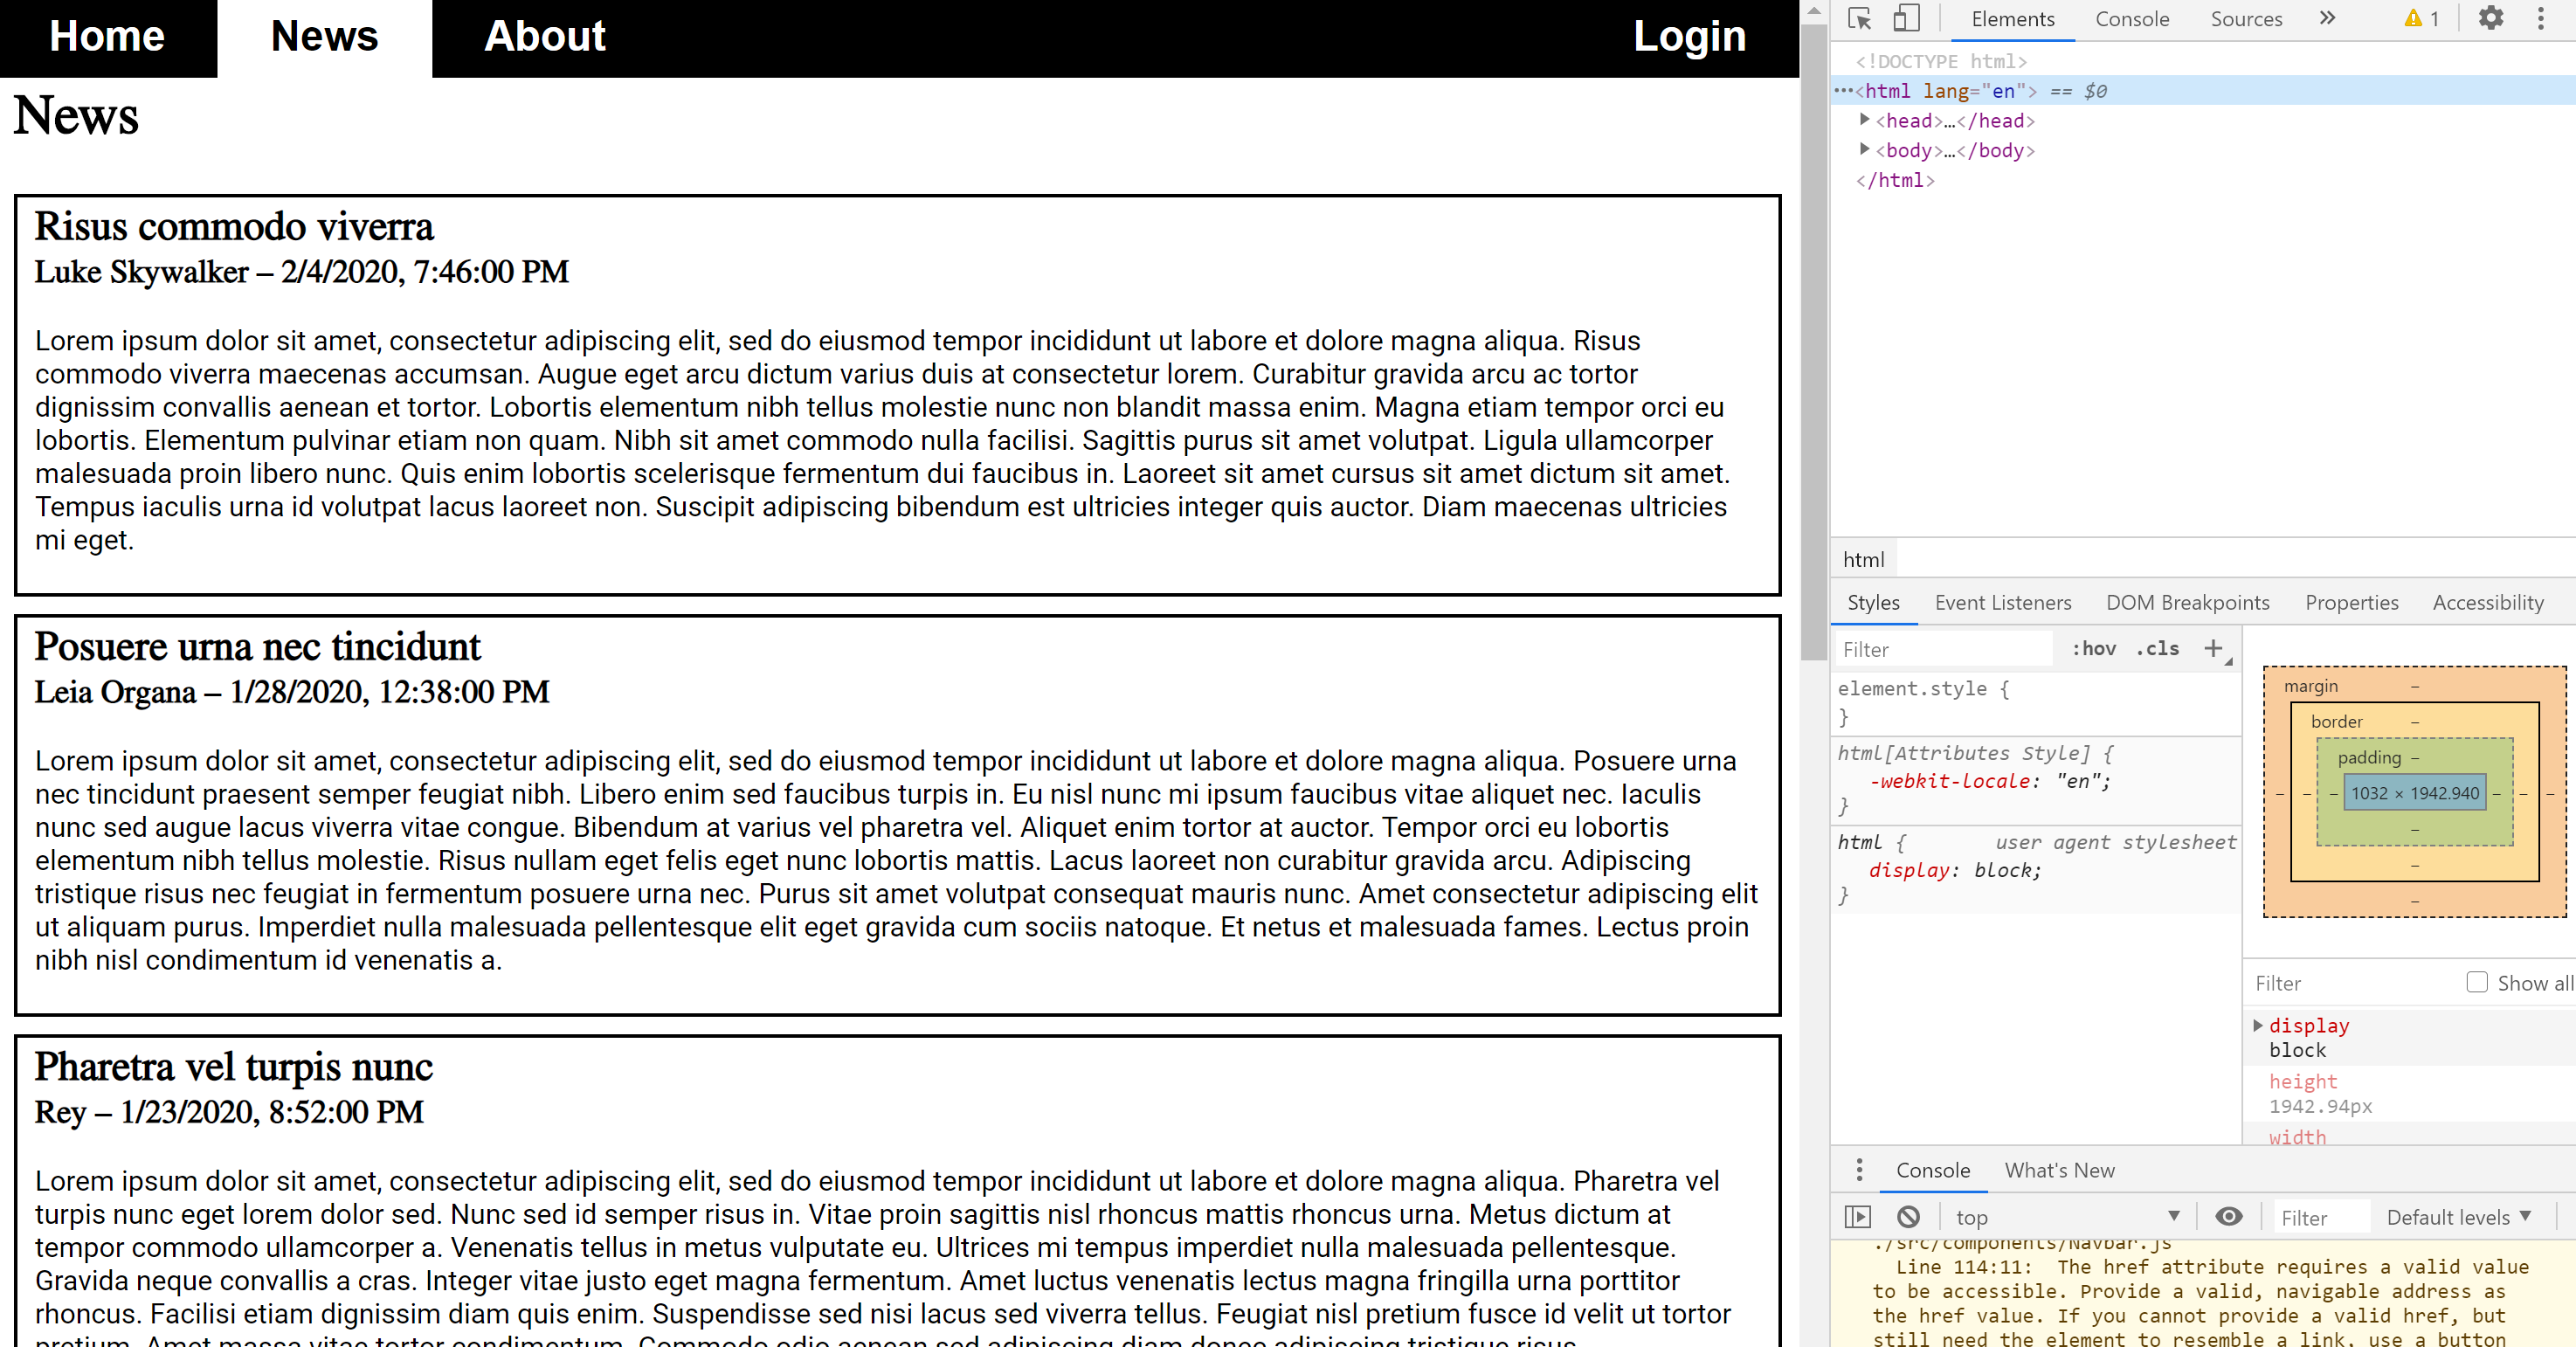 Home News About Login
News
Risus commodo viverra
Luke Skywalker – 2/4/2020, 7:46:00 PM
Lorem ipsum dolor sit amet, consectetur adipiscing elit, sed do eiusmod tempor incididunt ut labore et dolore magna aliqua. Risus
commodo viverra maecenas accumsan. Augue eget arcu dictum varius duis at consectetur lorem. Curabitur gravida arcu ac tortor
dignissim convallis aenean et tortor. Lobortis elementum nibh tellus molestie nunc non blandit massa enim. Magna etiam tempor orci eu
lobortis. Elementum pulvinar etiam non quam. Nibh sit amet commodo nulla facilisi. Sagittis purus sit amet volutpat. Ligula ullamcorper
malesuada proin libero nunc. Quis enim lobortis scelerisque fermentum dui faucibus in. Laoreet sit amet cursus sit amet dictum sit amet.
Tempus iaculis urna id volutpat lacus laoreet non. Suscipit adipiscing bibendum est ultricies integer quis auctor. Diam maecenas ultricies
mi eget.
Posuere urna nec tincidunt
Leia Organa – 1/28/2020, 12:38:00 PM
Lorem ipsum dolor sit amet, consectetur adipiscing elit, sed do eiusmod tempor incididunt ut labore et dolore magna aliqua. Posuere urna
nec tincidunt praesent semper feugiat nibh. Libero enim sed faucibus turpis in. Eu nisl nunc mi ipsum faucibus vitae aliquet nec. Iaculis
nunc sed augue lacus viverra vitae congue. Bibendum at varius vel pharetra vel. Aliquet enim tortor at auctor. Tempor orci eu lobortis
elementum nibh tellus molestie. Risus nullam eget felis eget nunc lobortis mattis. Lacus laoreet non curabitur gravida arcu. Adipiscing
tristique risus nec feugiat in fermentum posuere urna nec. Purus sit amet volutpat consequat mauris nunc. Amet consectetur adipiscing elit
ut aliquam purus. Imperdiet nulla malesuada pellentesque elit eget gravida cum sociis natoque. Et netus et malesuada fames. Lectus proin
nibh nisl condimentum id venenatis a.
Pharetra vel turpis nunc
Rey – 1/23/2020, 8:52:00 PM
Lorem ipsum dolor sit amet, consectetur adipiscing elit, sed do eiusmod tempor incididunt ut labore et dolore magna aliqua. Pharetra vel
turpis nunc eget lorem dolor sed. Nunc sed id semper risus in. Vitae proin sagittis nisl rhoncus mattis rhoncus urna. Metus dictum at
tempor commodo ullamcorper a. Venenatis tellus in metus vulputate eu. Ultrices mi tempus imperdiet nulla malesuada pellentesque.
Gravida neque convallis a cras. Integer vitae justo eget magna fermentum. Amet luctus venenatis lectus magna fringilla urna porttitor
rhoncus. Facilisi etiam dignissim diam quis enim. Suspendisse sed nisi lacus sed viverra tellus. Feugiat nisl pretium fusce id velit ut tortor
pretium. Amet massa vitae tortor condimentum. Commodo odio aenean sed adipiscing diam donec adipiscing tristique risus.
Elements Console Sources » 1
<!DOCTYPE html>
…<html lang="en"> == $0
<head>…</head>
<body>…</body>
</html>
html
Styles Event Listeners DOM Breakpoints Properties Accessibility
Filter :hov .cls +
element.style {
}
html[Attributes Style] {
-webkit-locale: "en";
}
html { user agent stylesheet
display: block;
}
margin –
border –
padding –
– – – 1032 × 1942.940 – – –
–
–
–
Filter Show all
display
block
height
1942.94px
width
Console What's New
top Filter Default levels
./src/components/Navbar.js
Line 114:11: The href attribute requires a valid value
to be accessible. Provide a valid, navigable address as
the href value. If you cannot provide a valid href, but
still need the element to resemble a link, use a button